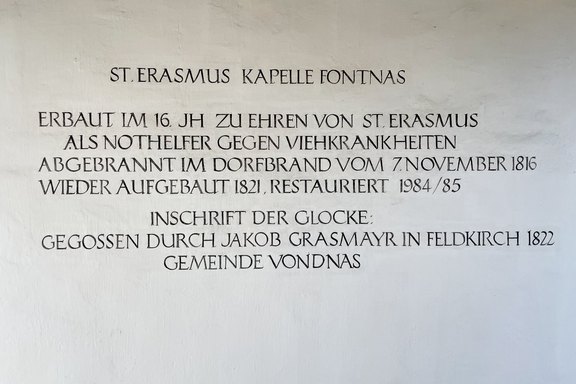 ST. ERASMUS KAPELLE FONTNAS
ERBAUT IM 16. JH ZU EHREN VON ST. ERASMUS
ALS NOTHELFER GEGEN VIEHKRANKHEITEN
ABGEBRANNT IM DORFBRAND VOM 7. NOVEMBER 1816
WIEDER AUFGEBAUT 1821, RESTAURIERT 1984/85
INSCHRIFT DER GLOCKE:
GEGOSSEN DURCH JAKOB GRASMAYR IN FELDKIRCH 1822
GEMEINDE VONDNAS